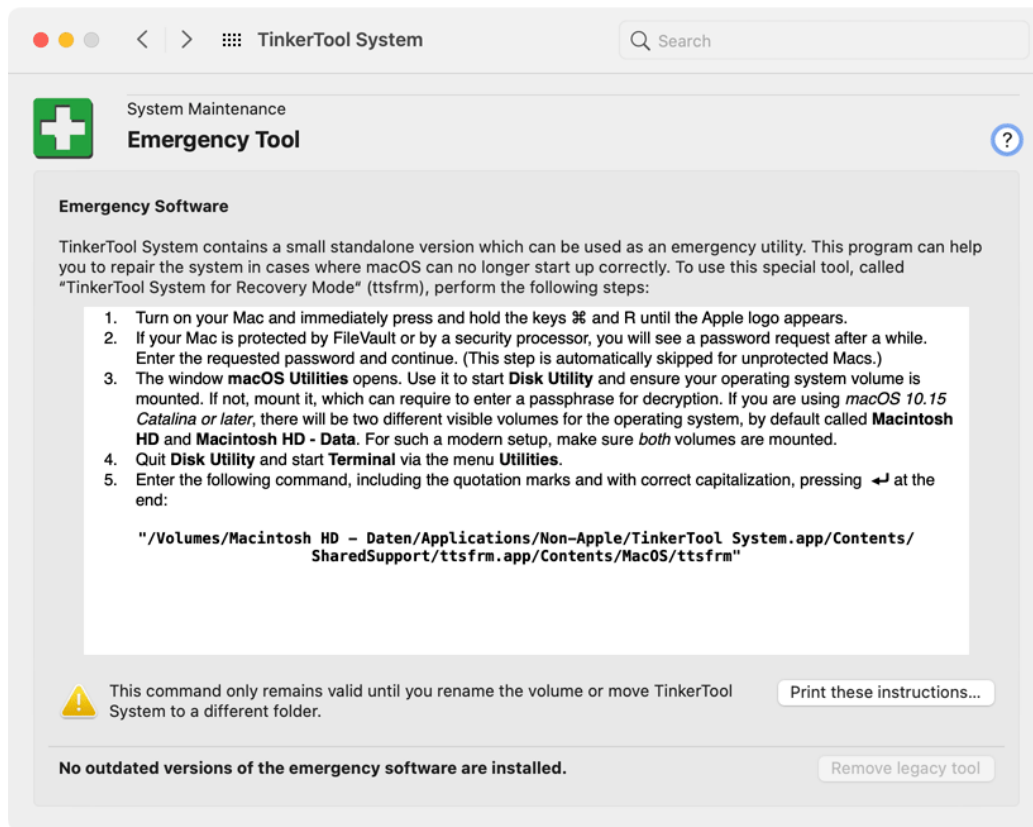 TinkerTool System
Search
System Maintenance
Emergency Tool
?
Emergency Software
TinkerTool System contains a small standalone version which can be used as an emergency utility. This program can help
you to repair the system in cases where macOS can no longer start up correctly. To use this special tool, called
“TinkerTool System for Recovery Mode“ (ttsfrm), perform the following steps:
1. Turn on your Mac and immediately press and hold the keys ⌘ and R until the Apple logo appears.
2. If your Mac is protected by FileVault or by a security processor, you will see a password request after a while.
Enter the requested password and continue. (This step is automatically skipped for unprotected Macs.)
3. The window macOS Utilities opens. Use it to start Disk Utility and ensure your operating system volume is
mounted. If not, mount it, which can require to enter a passphrase for decryption. If you are using macOS 10.15
Catalina or later, there will be two different visible volumes for the operating system, by default called Macintosh
HD and Macintosh HD - Data. For such a modern setup, make sure both volumes are mounted.
4. Quit Disk Utility and start Terminal via the menu Utilities.
5. Enter the following command, including the quotation marks and with correct capitalization, pressing ↵ at the
end:
"/Volumes/Macintosh HD – Daten/Applications/Non-Apple/TinkerTool System.app/Contents/
SharedSupport/ttsfrm.app/Contents/MacOS/ttsfrm"
This command only remains valid until you rename the volume or move TinkerTool
System to a different folder.
Print these instructions...
No outdated versions of the emergency software are installed.
Remove legacy tool